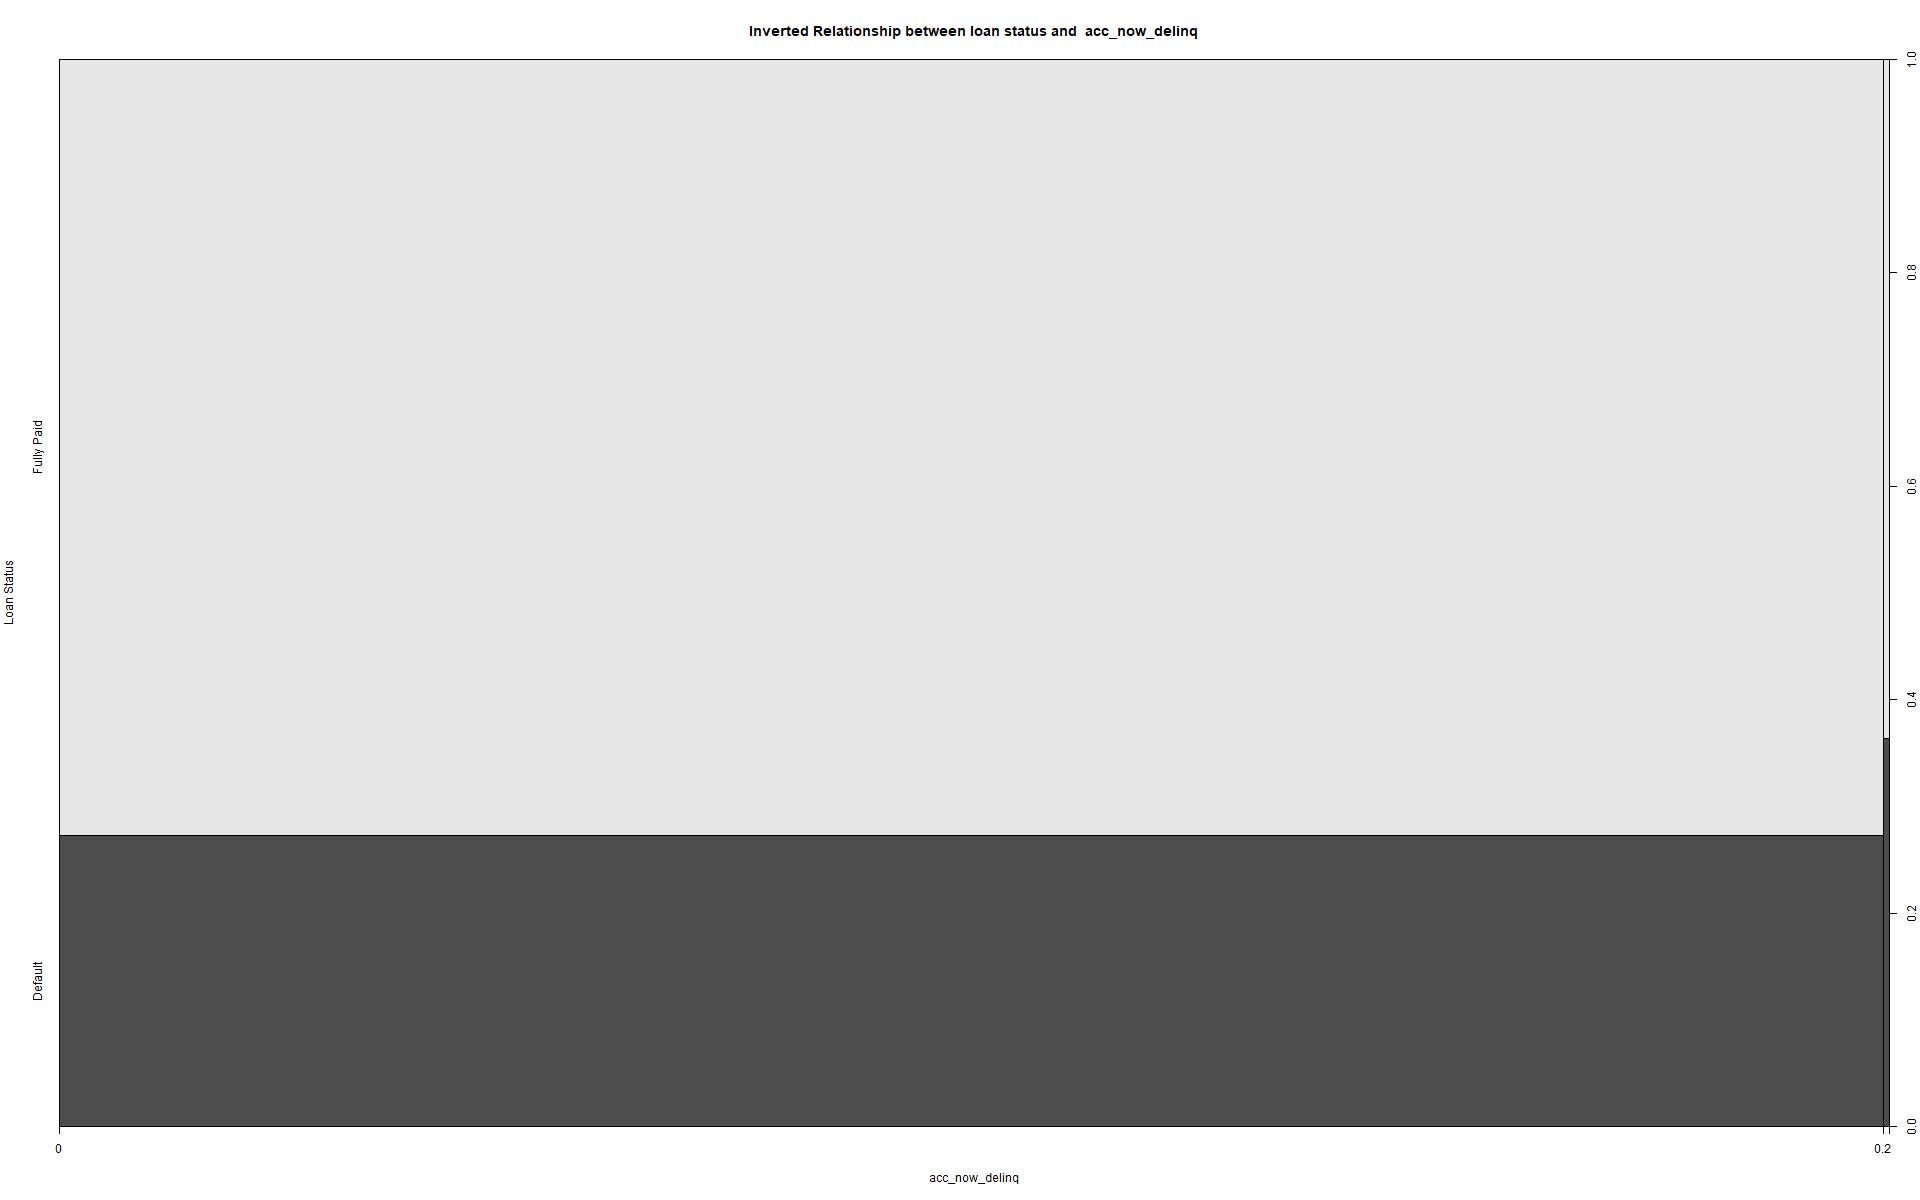 Inverted Relationship between loan status and  acc_now_delinq
1.0
0.8
0.6
0.4
0.2
0.0
Fully Paid
Loan Status
Default
0
0.2
acc_now_delinq